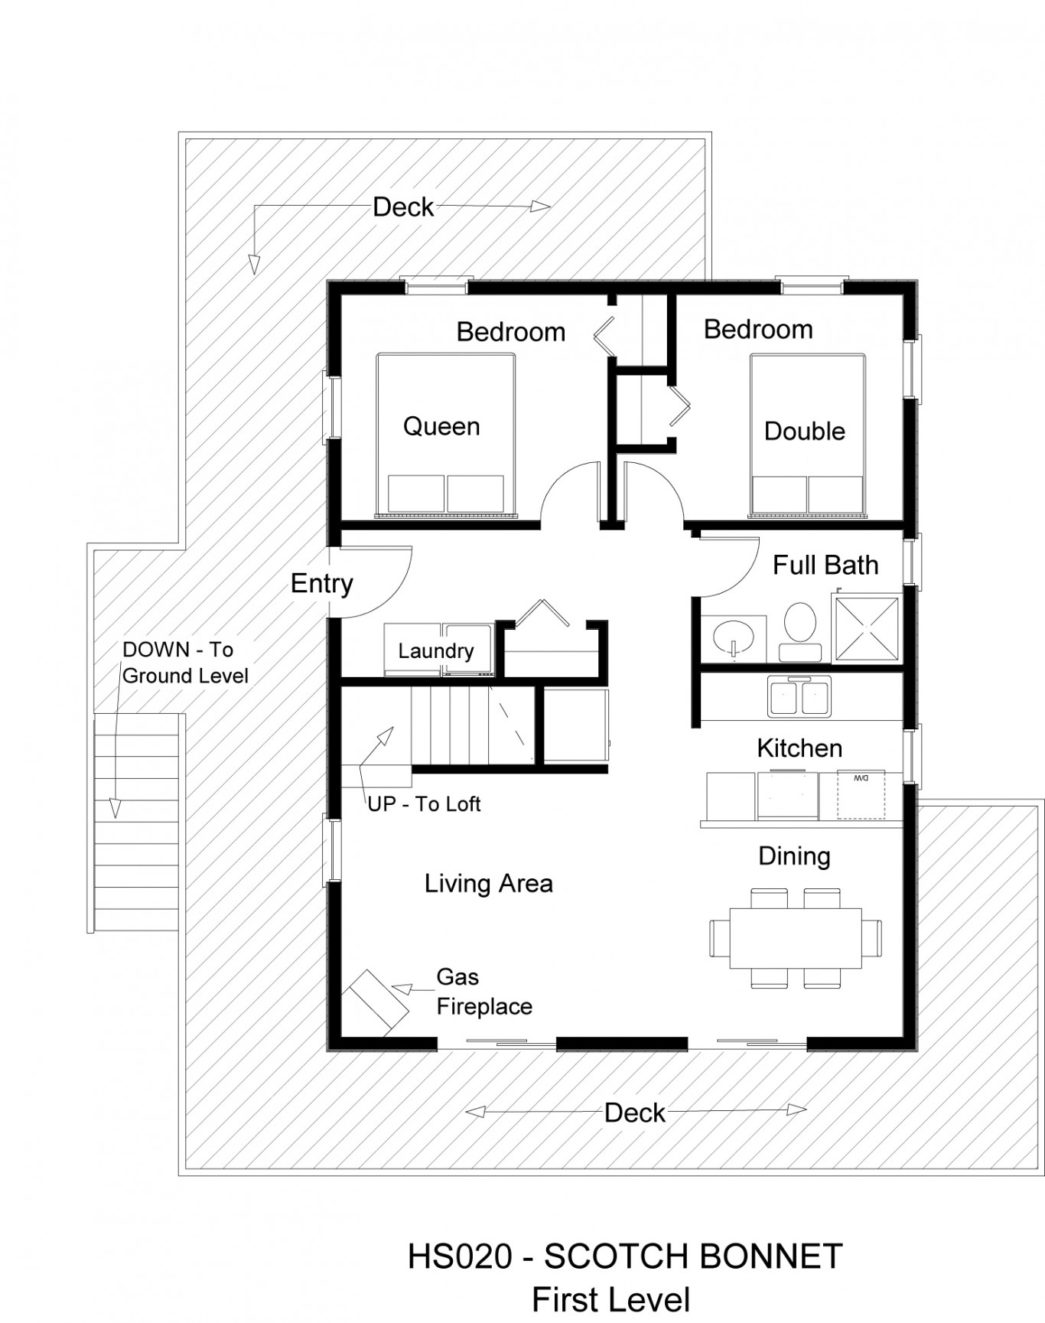 Deck
Bedroom
Bedroom
Queen
Double
Entry
Full Bath
DOWN - To
Ground Level
Laundry
Kitchen
D/W
UP - To Loft
Dining
Living Area
Gas
Fireplace
Deck
HS020 - SCOTCH BONNET
First Level